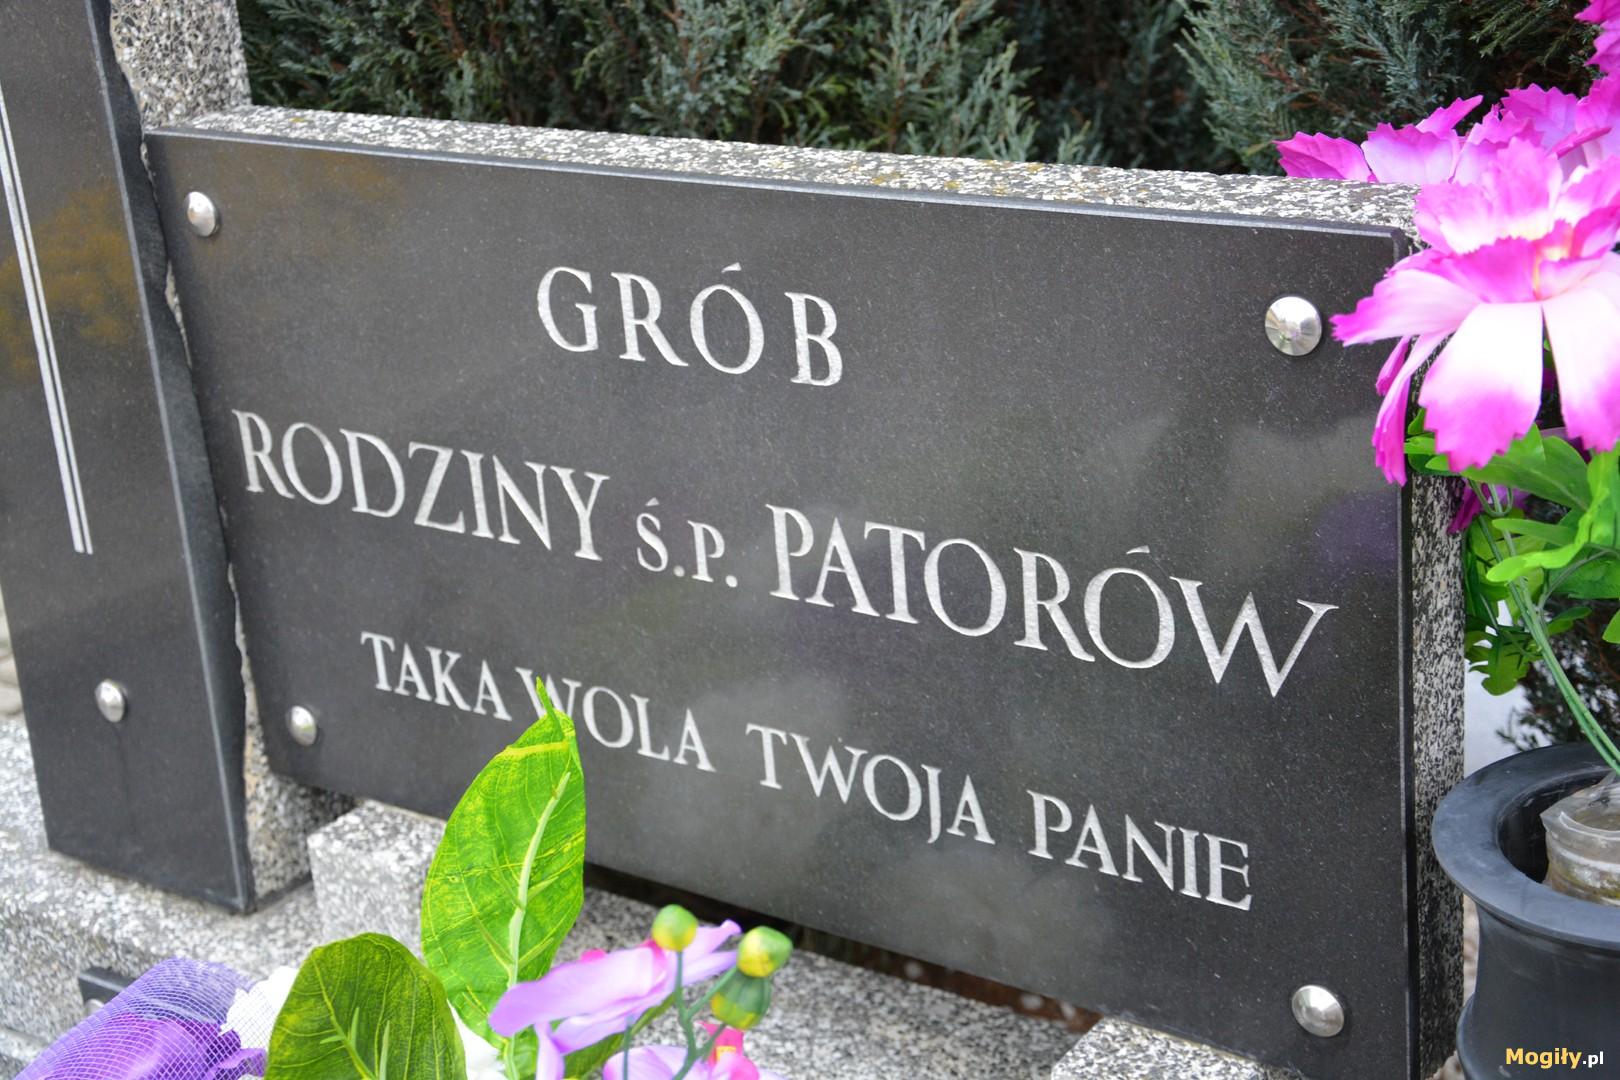 GRÓB
RODZINY Ś.P. PATORÓW
TAKA WOLA TWOJA PANIE
Mogiły.pl